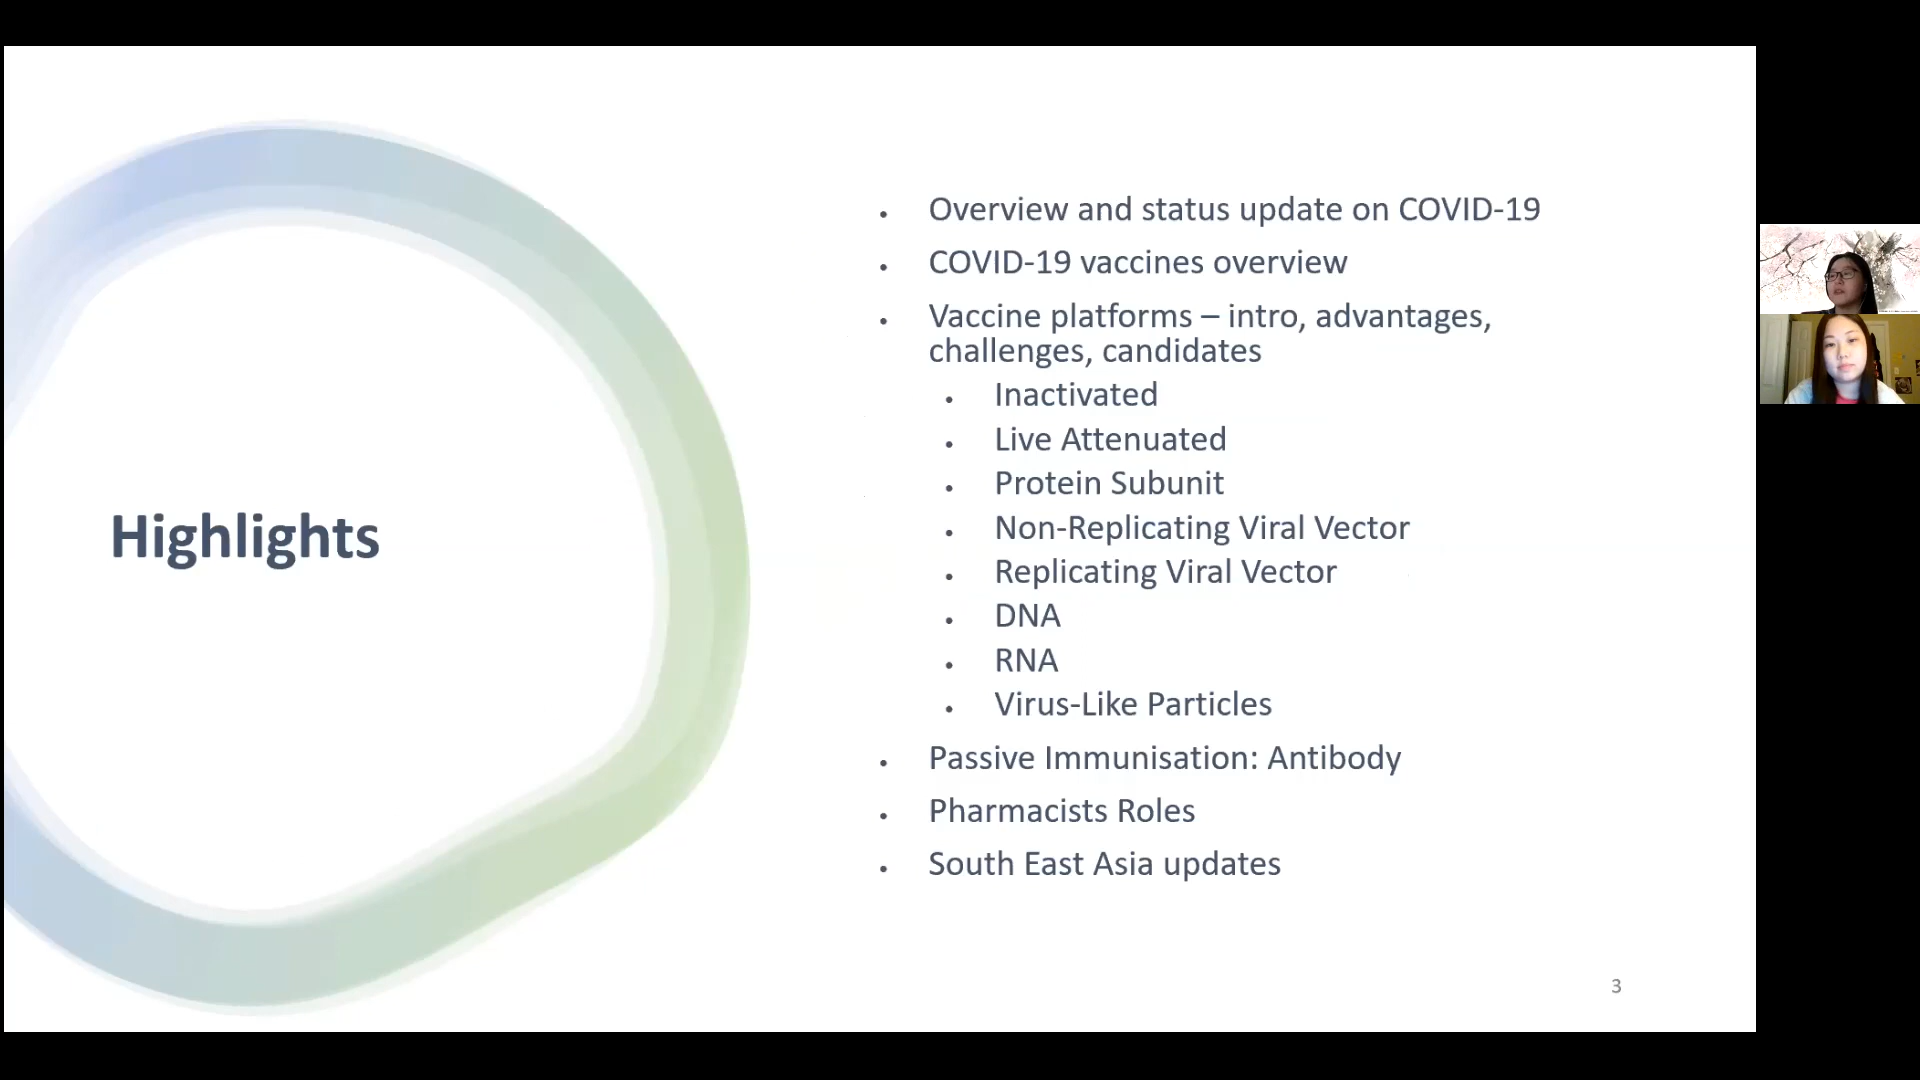 Highlights
• Overview and status update on COVID-19
• COVID-19 vaccines overview
• Vaccine platforms – intro, advantages,
challenges, candidates
• Inactivated
• Live Attenuated
• Protein Subunit
• Non-Replicating Viral Vector
• Replicating Viral Vector
• DNA
• RNA
• Virus-Like Particles
• Passive Immunisation: Antibody
• Pharmacists Roles
• South East Asia updates
3